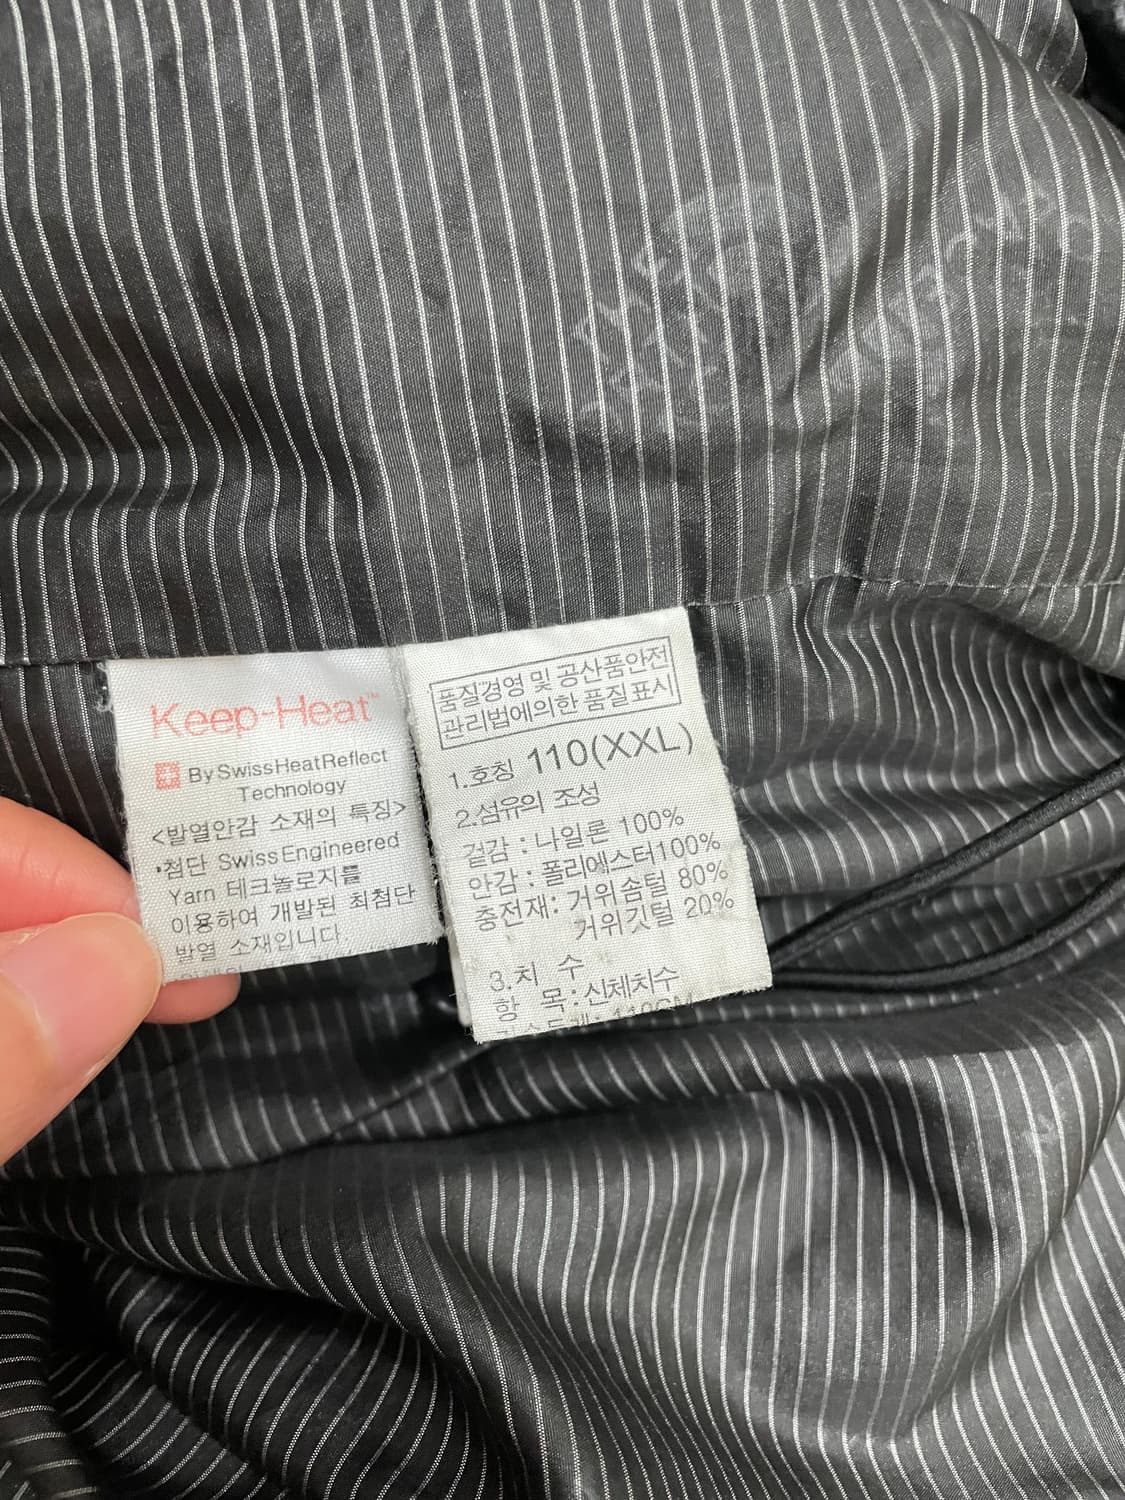 Keep-Heat™
By SwissHeatReflect
Technology
<발열안감 소재의 특징>
•첨단 SwissEngineered
Yarn 테크놀로지를
이용하여 개발된 최첨단
발열 소재입니다.
품질경영 및 공산품안전
관리법에의한 품질표시
1.호칭 110(XXL)
2.섬유의 조성
겉감 : 나일론 100%
안감 : 폴리에스터100%
충전재: 거위솜털 80%
거위깃털 20%
3.치 수
항 목:신체치수